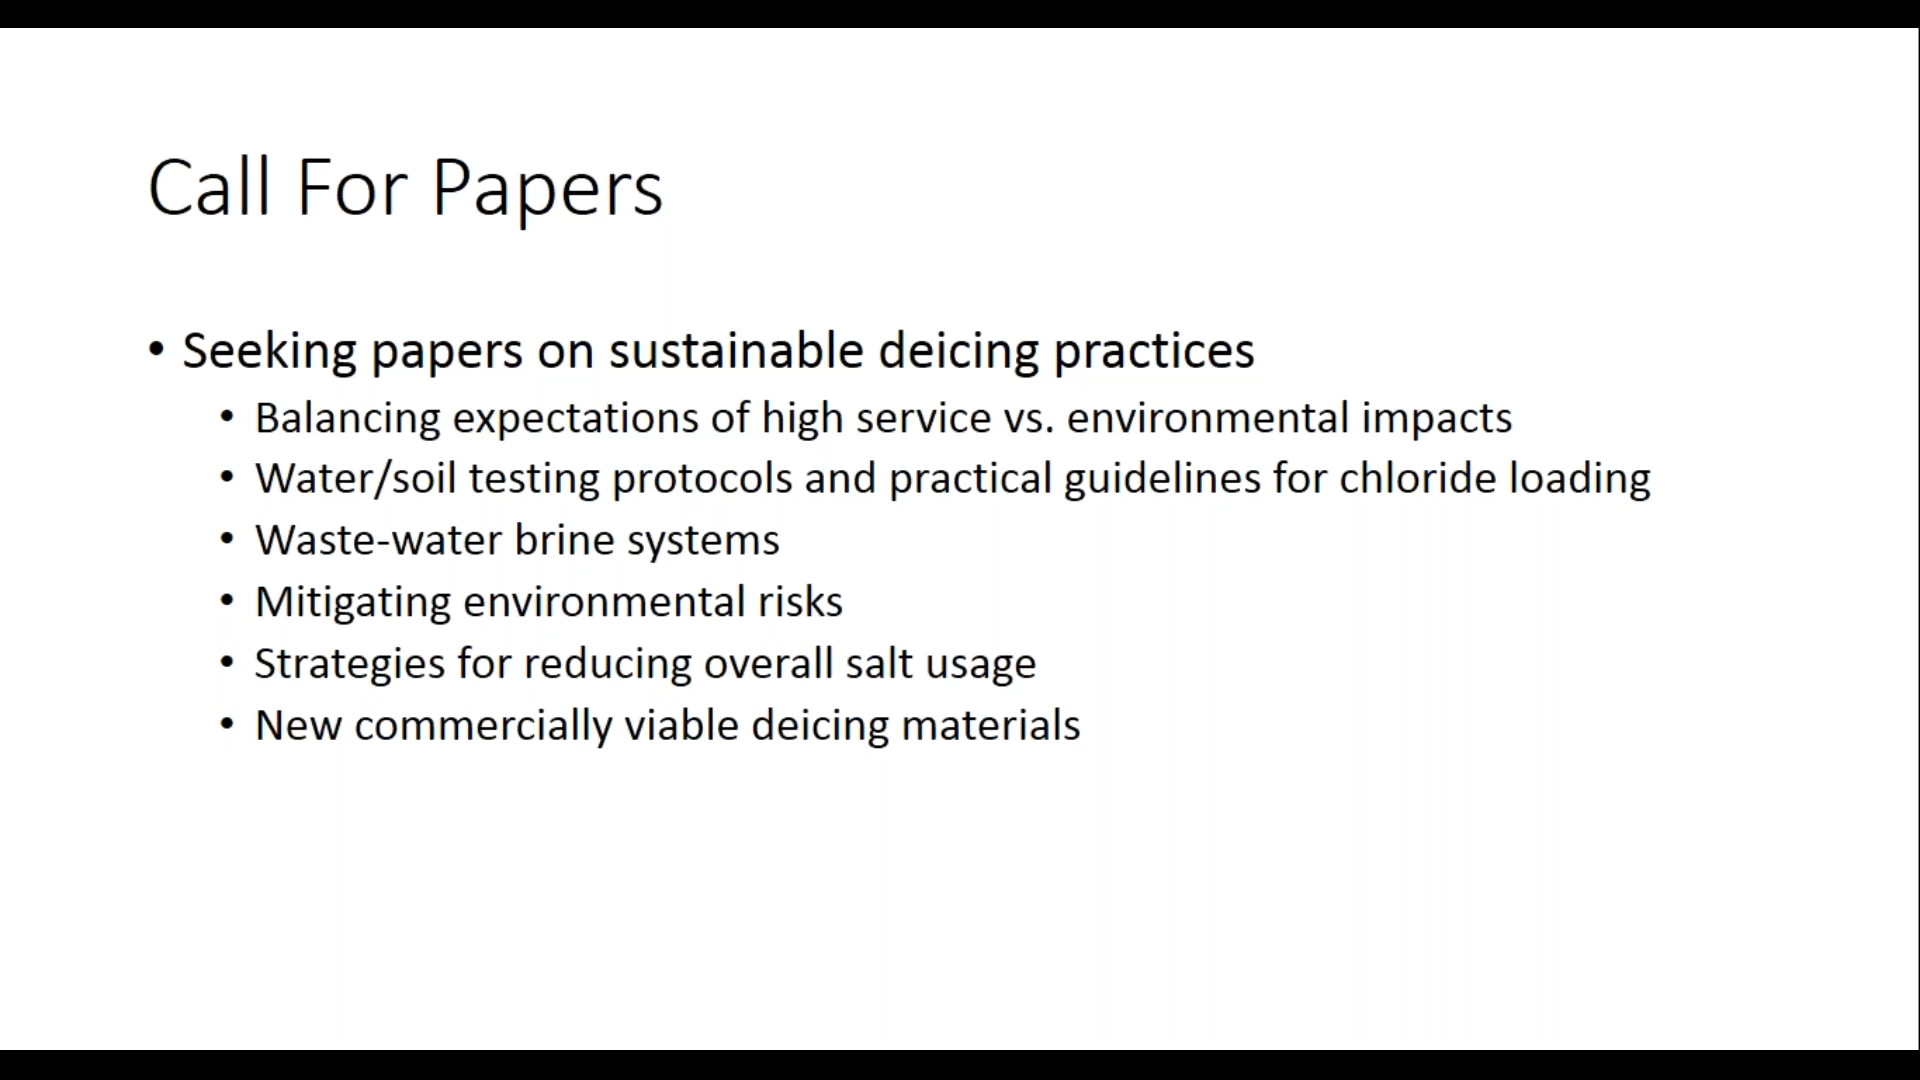 Call For Papers
• Seeking papers on sustainable deicing practices
• Balancing expectations of high service vs. environmental impacts
• Water/soil testing protocols and practical guidelines for chloride loading
• Waste-water brine systems
• Mitigating environmental risks
• Strategies for reducing overall salt usage
• New commercially viable deicing materials